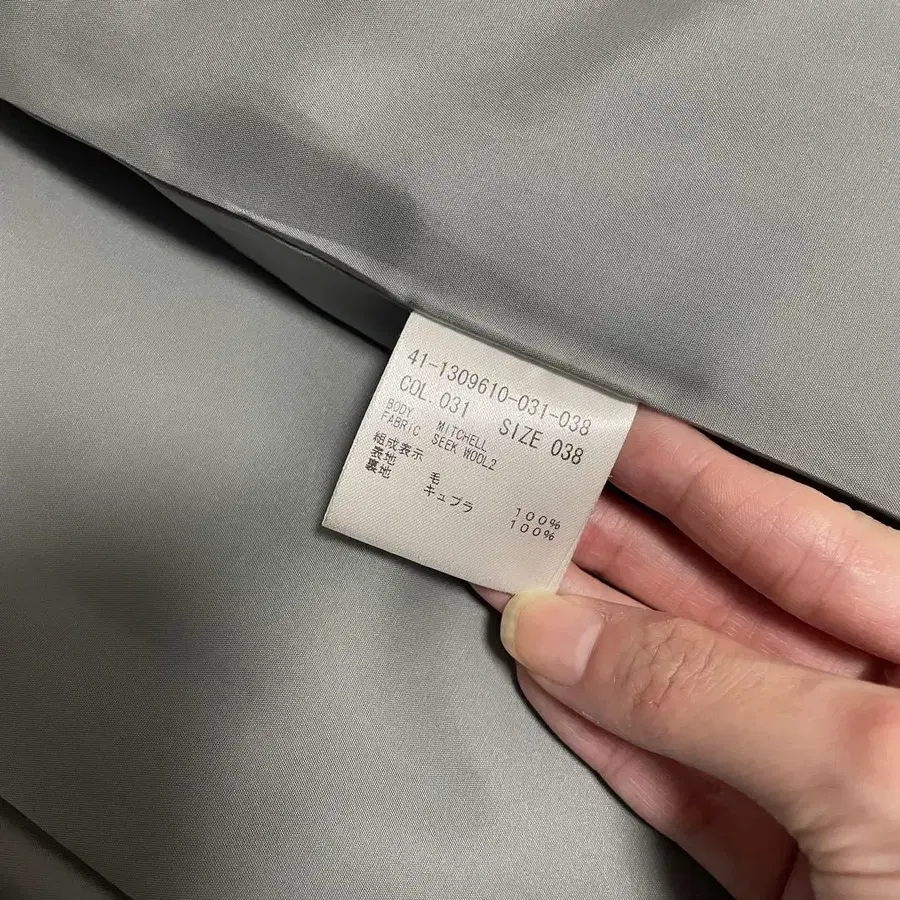 41-1309610-031-038
COL. 031 SIZE 038
BODY MITCHELL
FABRIC SEEK WOOL2
組成表示
表地 毛 100%
裏地 キュプラ 100%